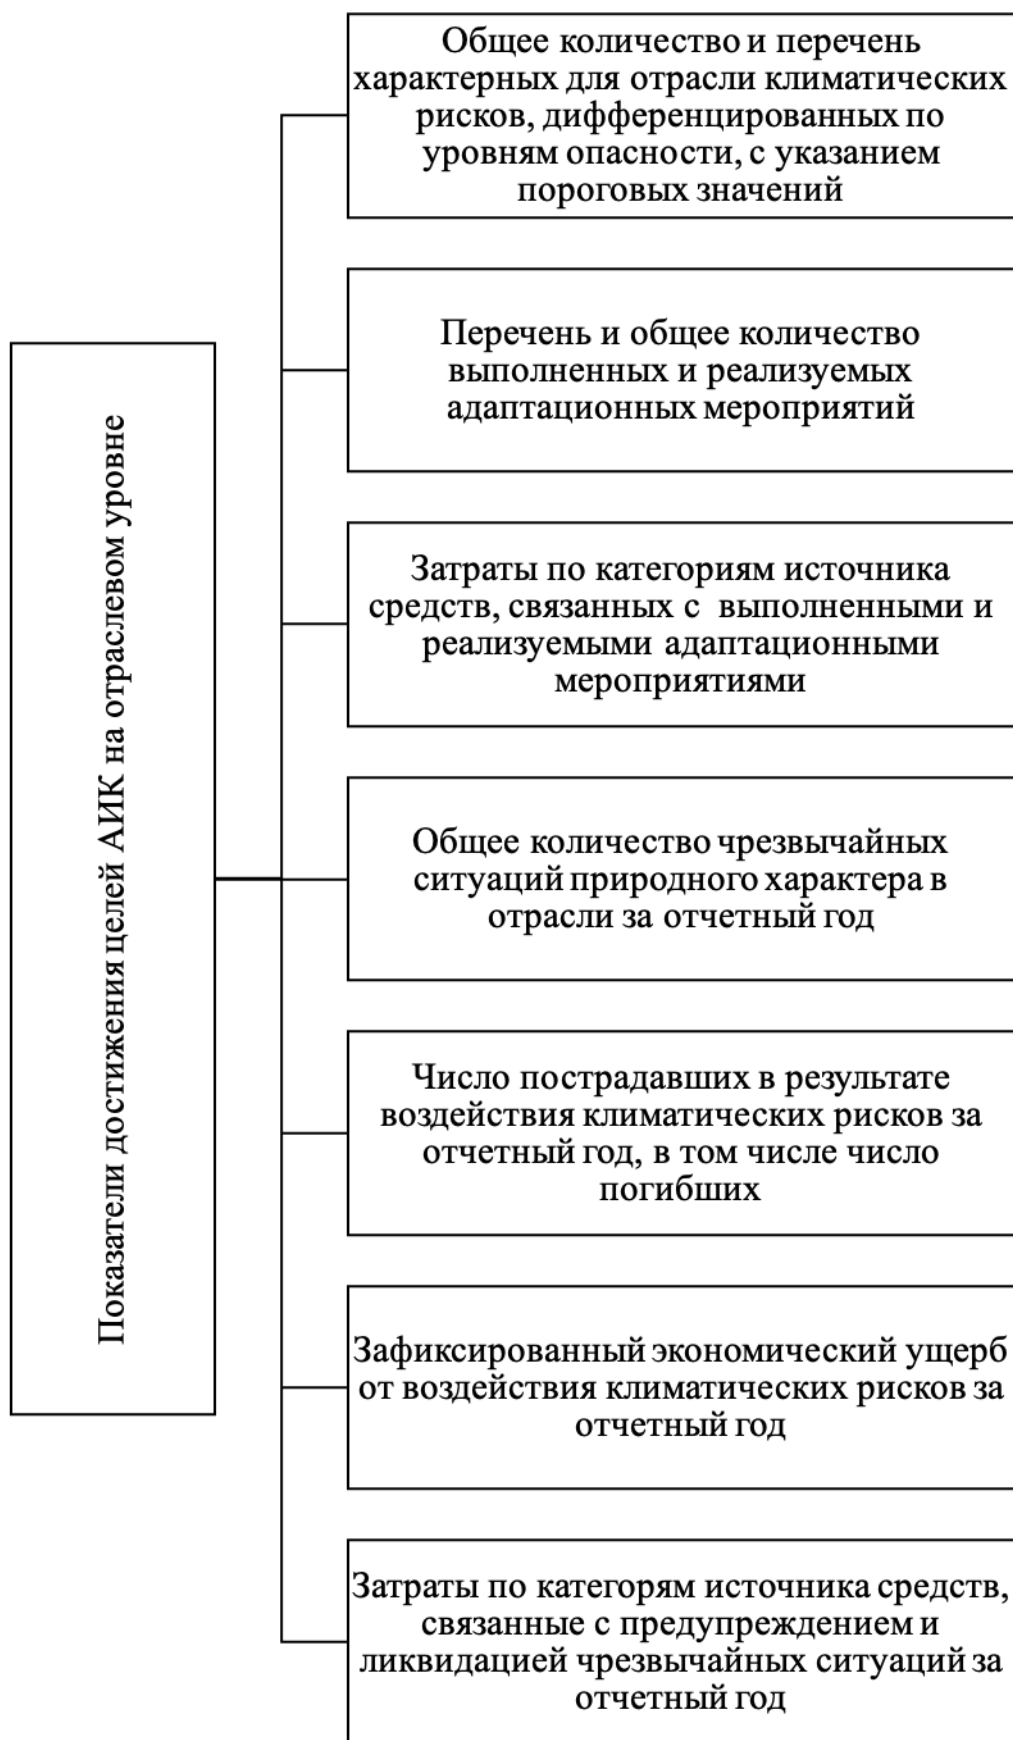 Показатели достижения целей АИК на отраслевом уровне
Общее количество и перечень
характерных для отрасли климатических
рисков, дифференцированных по
уровням опасности, с указанием
пороговых значений
Перечень и общее количество
выполненных и реализуемых
адаптационных мероприятий
Затраты по категориям источника
средств, связанных с выполненными и
реализуемыми адаптационными
мероприятиями
Общее количество чрезвычайных
ситуаций природного характера в
отрасли за отчетный год
Число пострадавших в результате
воздействия климатических рисков за
отчетный год, в том числе число
погибших
Зафиксированный экономический ущерб
от воздействия климатических рисков за
отчетный год
Затраты по категорям источника средств,
связанные с предупреждением и
ликвидацией чрезвычайных ситуаций за
отчетный год